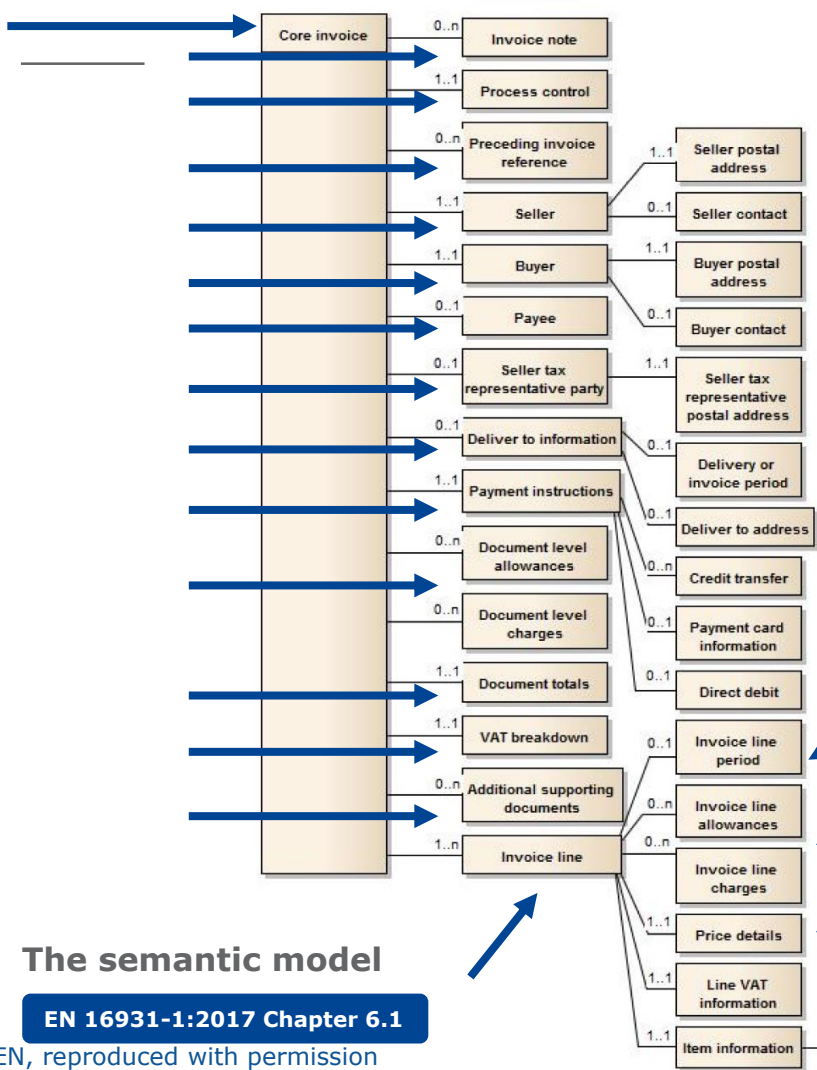 Core invoice
0..n
Invoice note
1..1
Process control
0..n
Preceding invoice
reference
1..1
Seller postal
address
1..1
Seller
0..1
Seller contact
1..1
Buyer
1..1
Buyer postal
address
0..1
Payee
0..1
Buyer contact
0..1
Seller tax
representative party
1..1
Seller tax
representative
postal address
0..1
Deliver to information
0..1
Delivery or
invoice period
1..1
Payment instructions
0..1
Deliver to address
0..n
Document level
allowances
0..n
Credit transfer
0..n
Document level
charges
0..1
Payment card
information
1..1
Document totals
0..1
Direct debit
1..1
VAT breakdown
0..1
Invoice line
period
0..n
Additional supporting
documents
0..n
Invoice line
allowances
1..n
Invoice line
0..n
Invoice line
charges
1..1
Price details
1..1
Line VAT
information
1..1
Item information
The semantic model
EN 16931-1:2017 Chapter 6.1
EN, reproduced with permission